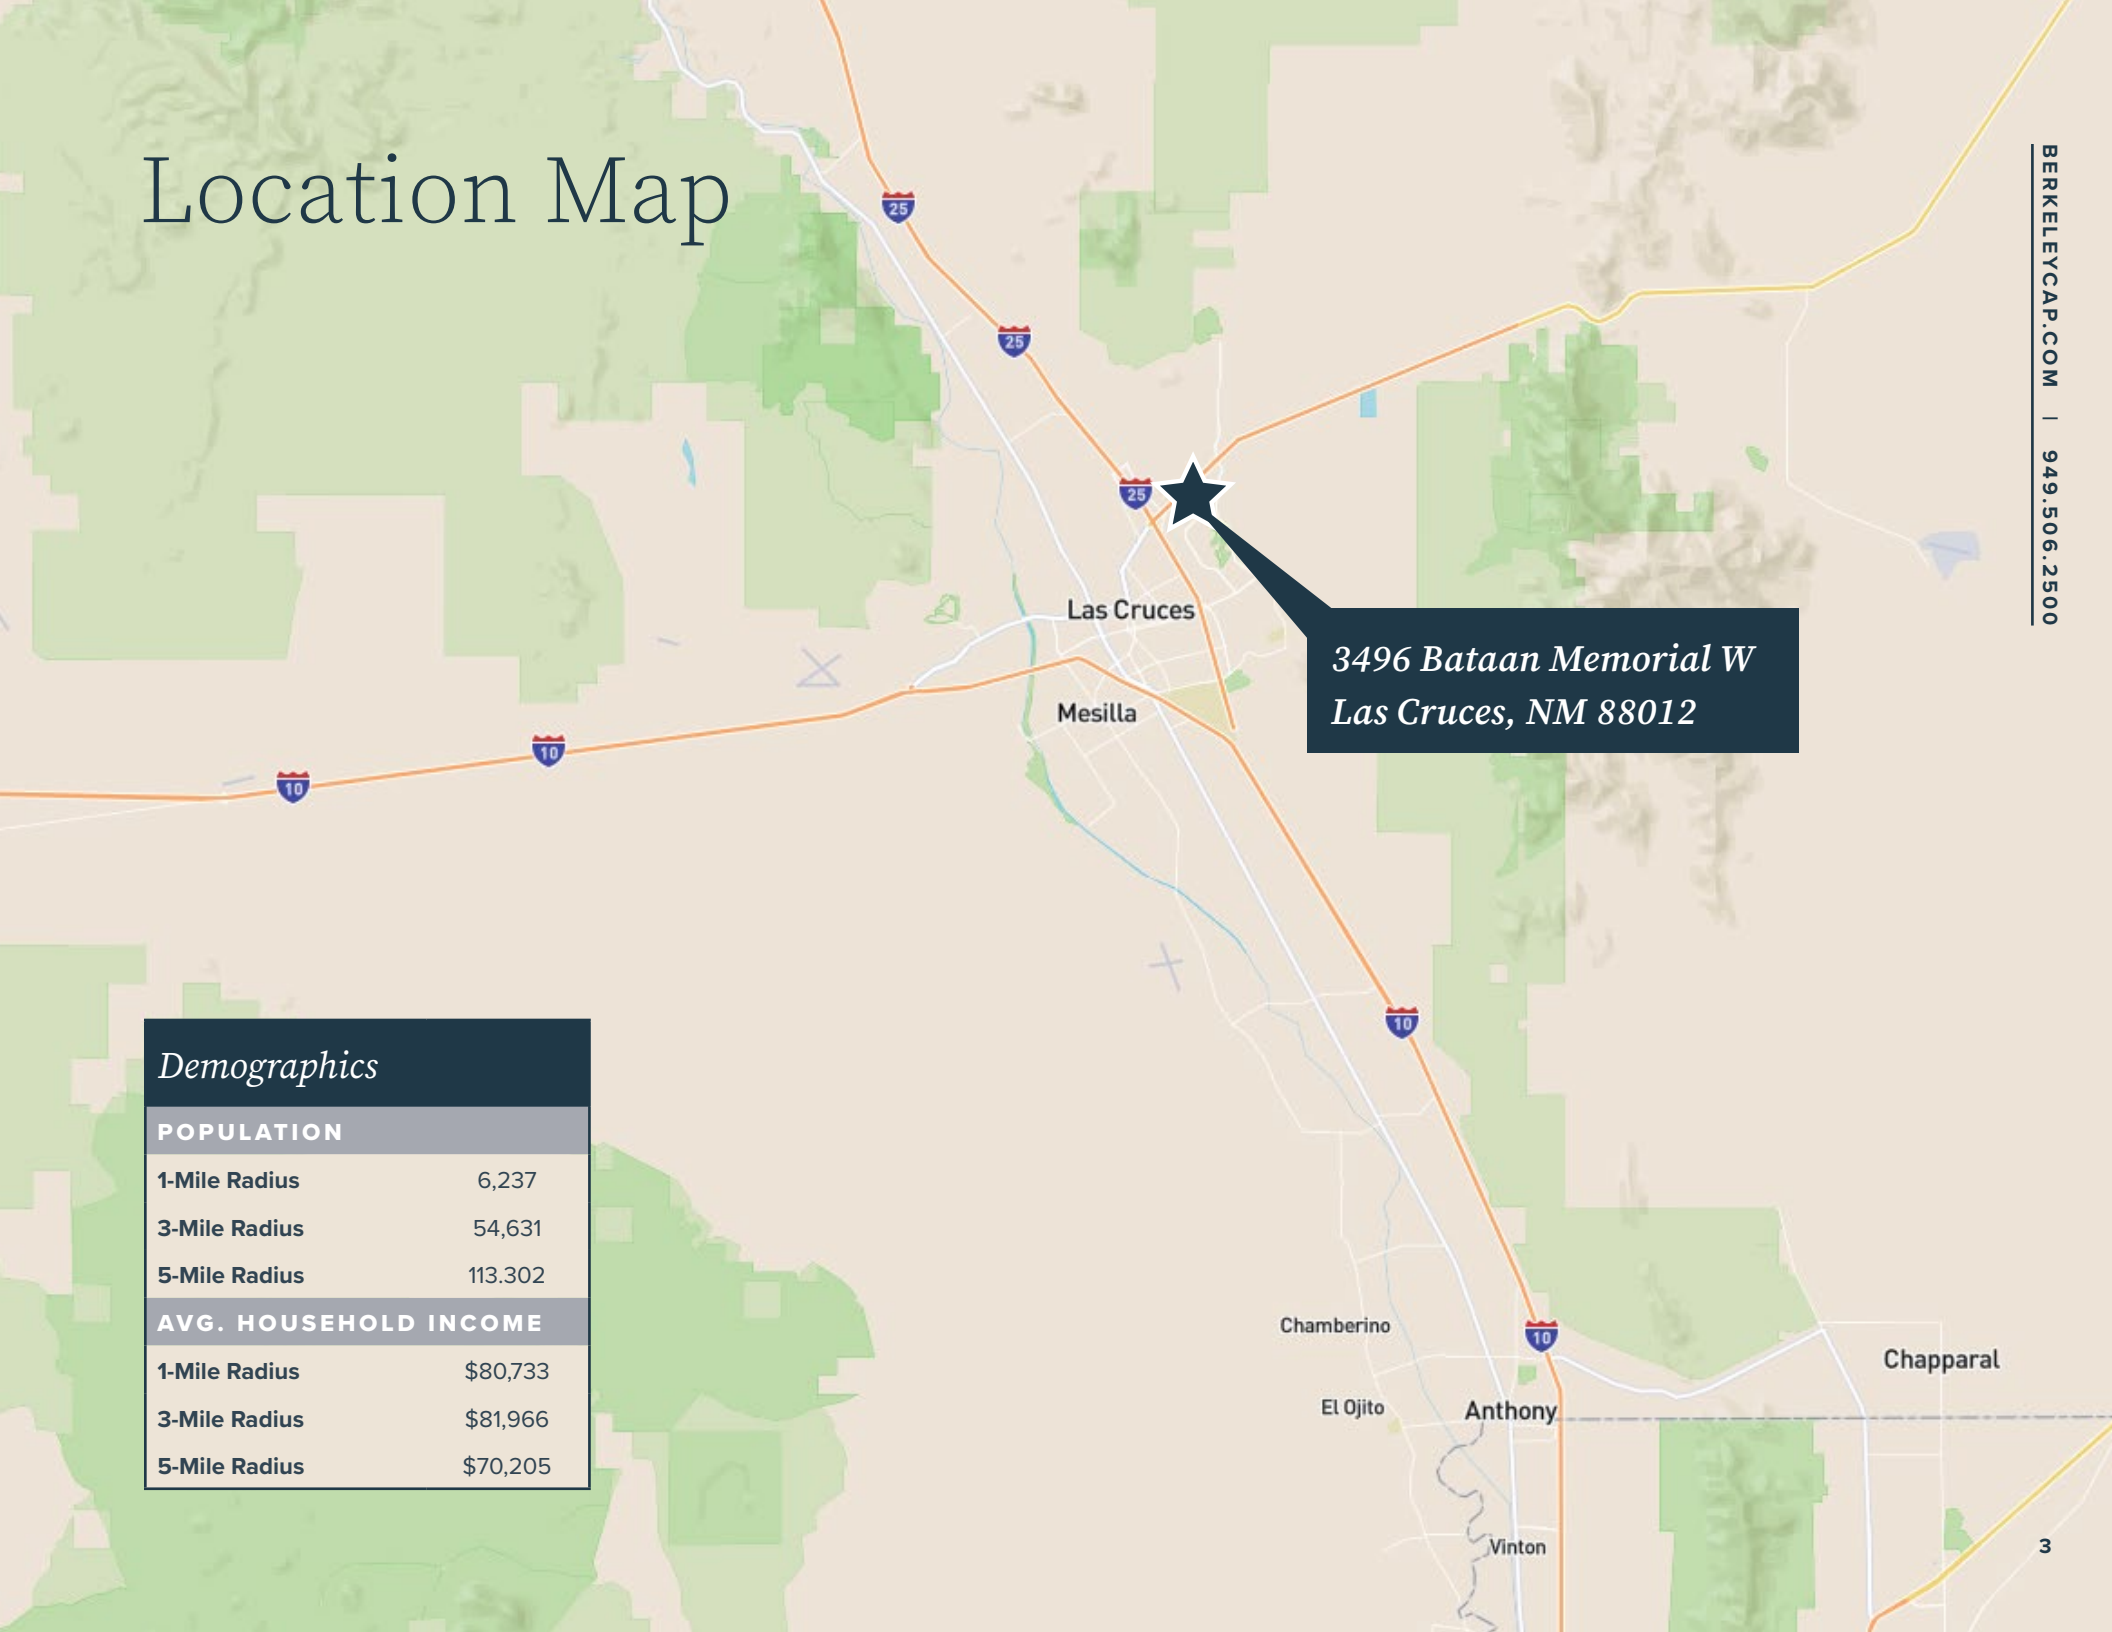 Location Map
BERKELEYCAP.COM | 949.506.2500
25
25
25
Las Cruces
3496 Bataan Memorial W
Las Cruces, NM 88012
Mesilla
10
10
10
Demographics
POPULATION
1-Mile Radius 6,237
3-Mile Radius 54,631
5-Mile Radius 113.302
AVG. HOUSEHOLD INCOME
1-Mile Radius $80,733
3-Mile Radius $81,966
5-Mile Radius $70,205
Chamberino
10
Chapparal
El Ojito
Anthony
Vinton
3